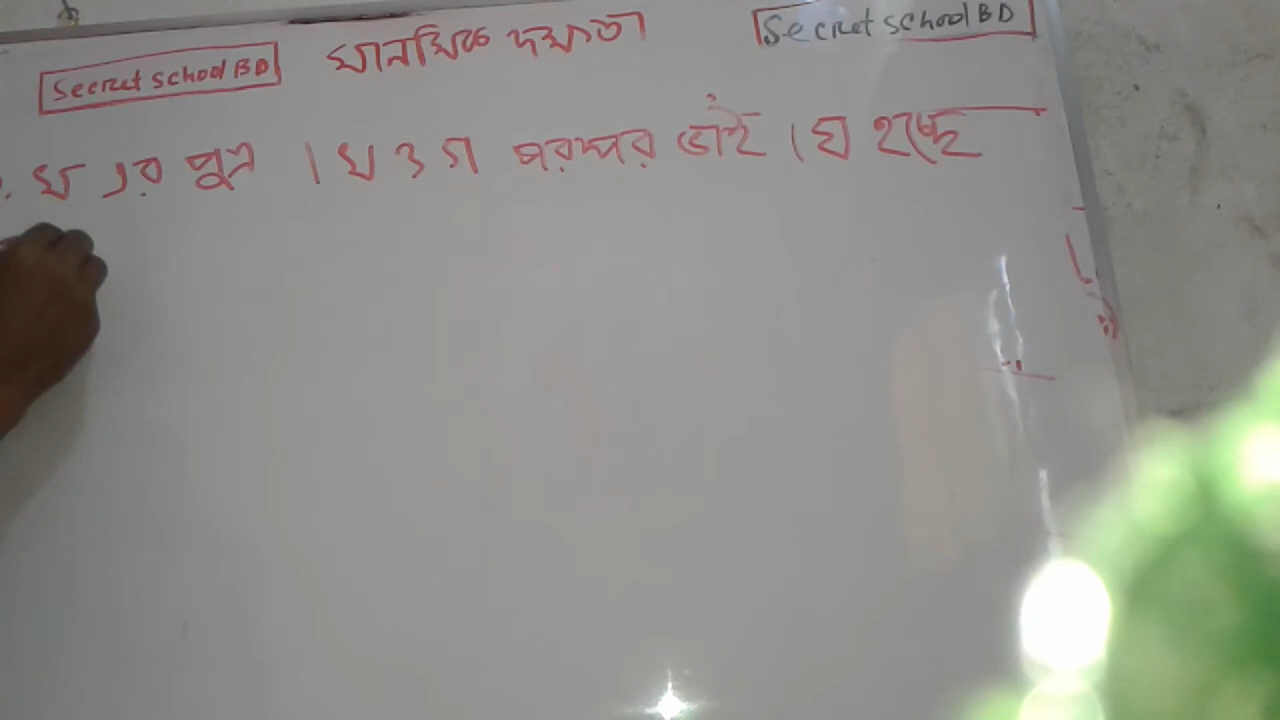 Secret School BD মানসিক দক্ষতা Secret School BD
খ এর পুত্র । খ ও গ পরস্পর ভাই । ঘ হচ্ছে